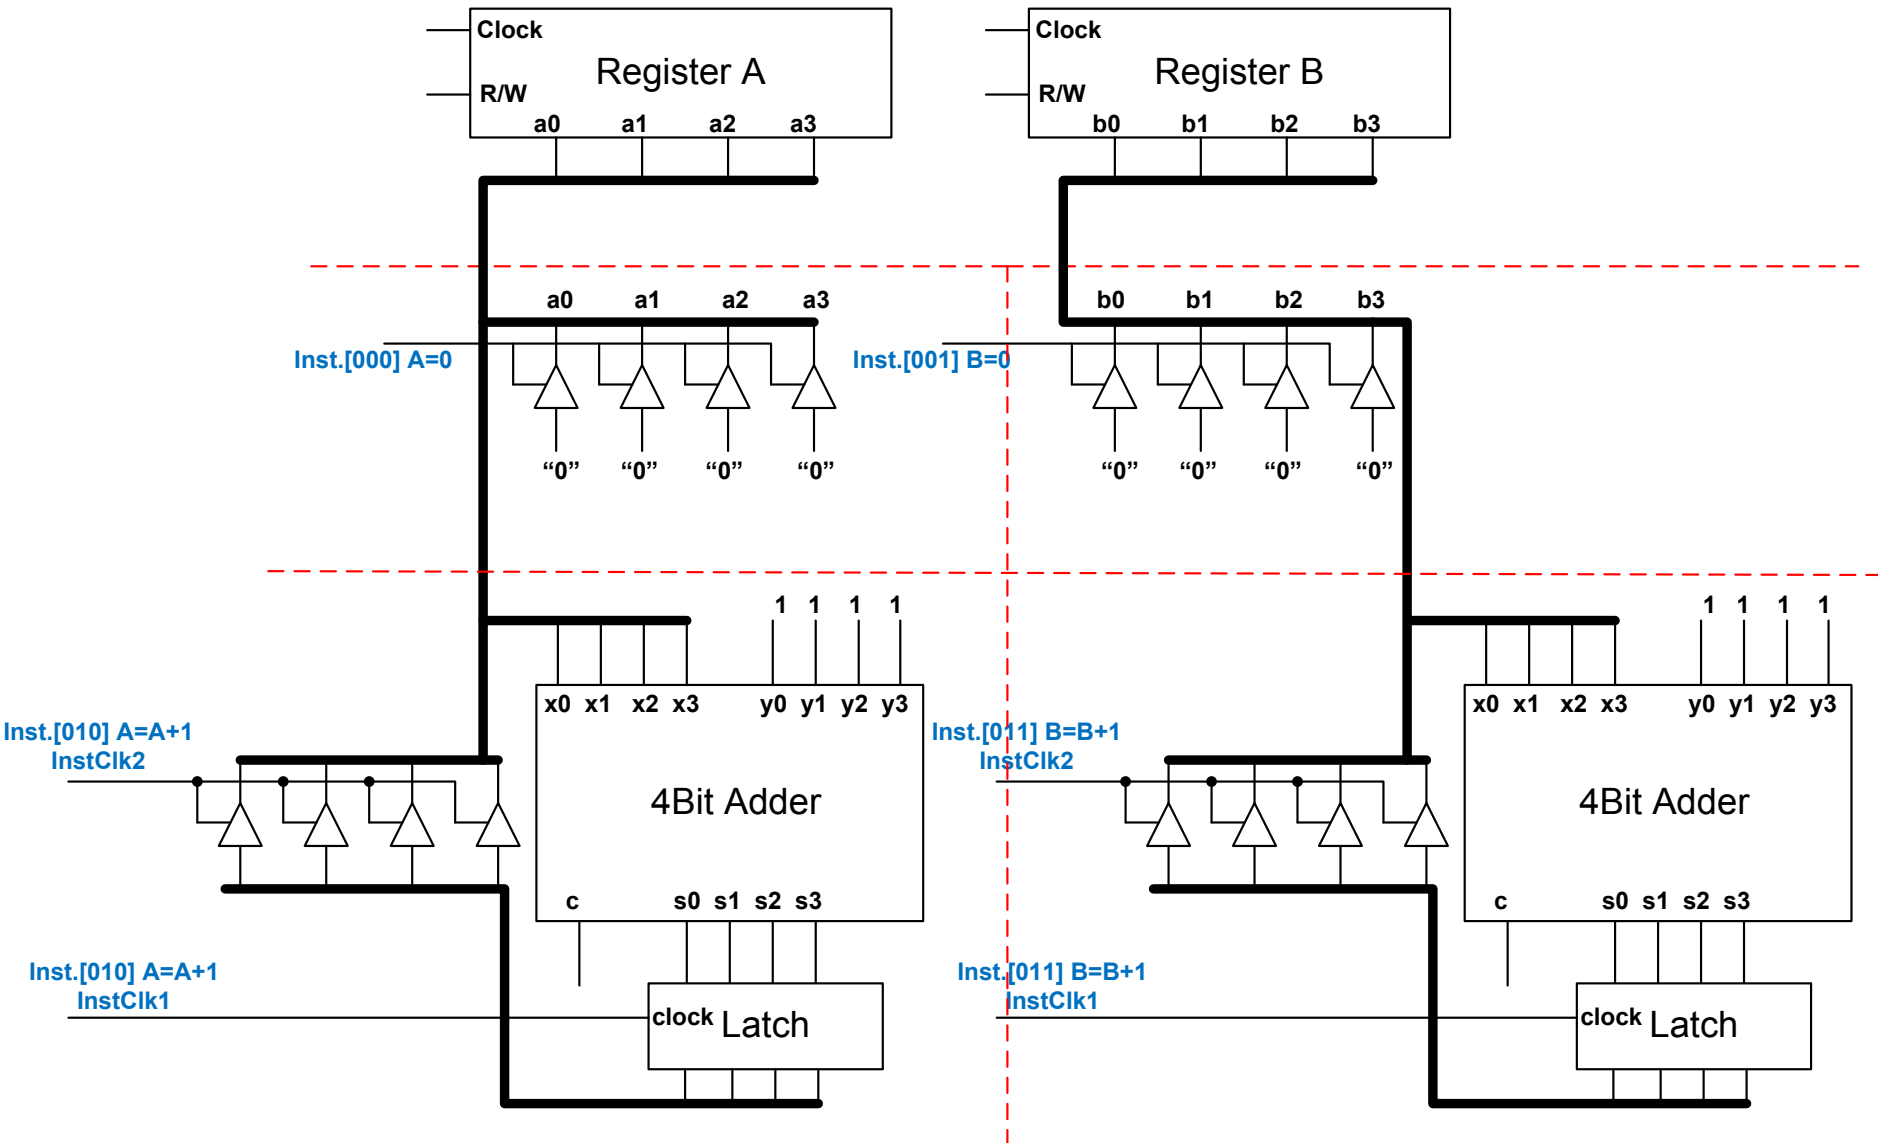 Clock
Register A
R/W
a0 a1 a2 a3
Clock
Register B
R/W
b0 b1 b2 b3
a0 a1 a2 a3
Inst.[000] A=0
“0” “0” “0” “0”
b0 b1 b2 b3
Inst.[001] B=0
“0” “0” “0” “0”
1 1 1 1
x0 x1 x2 x3 y0 y1 y2 y3
Inst.[010] A=A+1
InstClk2
4Bit Adder
c s0 s1 s2 s3
Inst.[010] A=A+1
InstClk1
clock Latch
1 1 1 1
x0 x1 x2 x3 y0 y1 y2 y3
Inst.[011] B=B+1
InstClk2
4Bit Adder
c s0 s1 s2 s3
Inst.[011] B=B+1
InstClk1
clock Latch